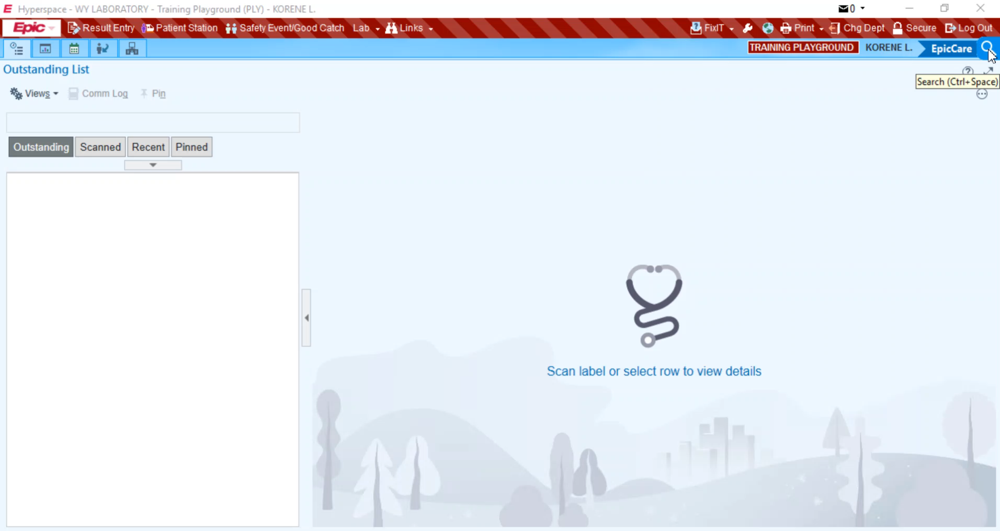 E Hyperspace - WY LABORATORY - Training Playground (PLY) - KORENE L. 0
Epic Result Entry Patient Station Safety Event/Good Catch Lab Links FixIT Print Chg Dept Secure Log Out
TRAINING PLAYGROUND KORENE L. EpicCare
Outstanding List
Search (Ctrl+Space)
Views Comm Log Pin
Outstanding Scanned Recent Pinned
Scan label or select row to view details